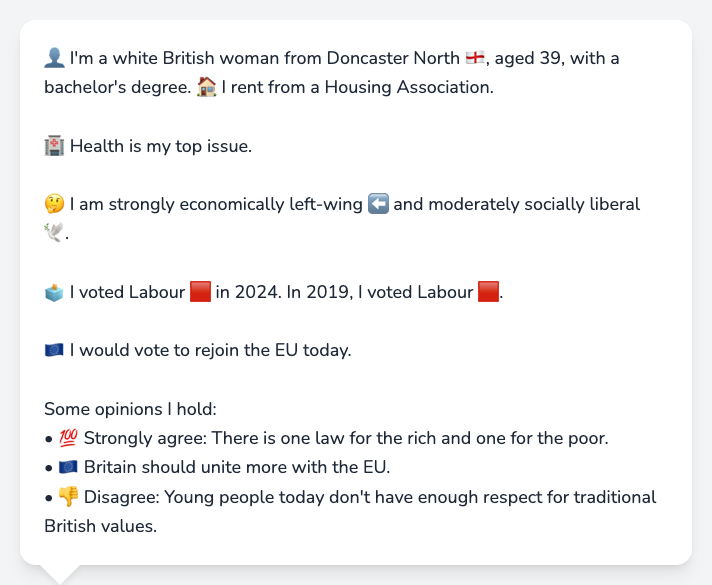 👤 I'm a white British woman from Doncaster North 🏴󠁧󠁢󠁥󠁮󠁧󠁿, aged 39, with a
bachelor's degree. 🏠 I rent from a Housing Association.
🏥 Health is my top issue.
🤔 I am strongly economically left-wing ⬅️ and moderately socially liberal
🕊️.
🗳️ I voted Labour 🟥 in 2024. In 2019, I voted Labour 🟥.
🇪🇺 I would vote to rejoin the EU today.
Some opinions I hold:
• 💯 Strongly agree: There is one law for the rich and one for the poor.
• 🇪🇺 Britain should unite more with the EU.
• 👎 Disagree: Young people today don't have enough respect for traditional
British values.